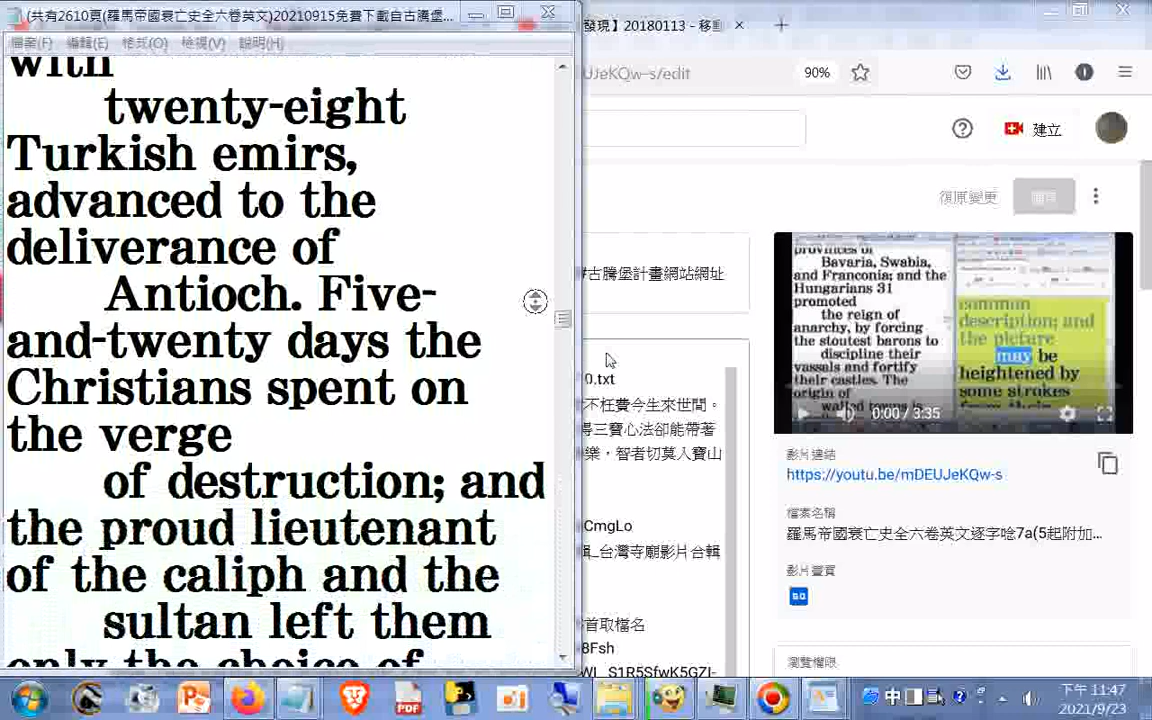 (共有2610頁(羅馬帝國衰亡史全六卷英文)20210915免費下載自古騰堡...
檔案(F) 編輯(E) 格式(O) 檢視(V) 說明(H)
with
twenty-eight
Turkish emirs,
advanced to the
deliverance of
Antioch. Five-
and-twenty days the
Christians spent on
the verge
of destruction; and
the proud lieutenant
of the caliph and the
sultan left them
only the choice of
發現】20180113 - 移動
JJeKQw-s/edit
90%
建立
復原變更
#古騰堡計畫網站網址
0.txt
不枉費今生來世間。
得三寶心法卻能帶著
樂，智者切莫入寶山
CmgLo
輯_台灣寺廟影片合輯
首取檔名
8Fsh
WI_S1R5SfwK5GZI-
provinces of
Bavaria, Swabia,
and Franconia; and the
Hungarians 31
promoted
the reign of
anarchy, by forcing
the stoutest barons to
discipline their
vassals and fortify
their castles. The
origin of
walled towns is
common
description; and
the picture
may be
heightened by
some strokes
from their
0:00 / 3:35
影片連結
https://youtu.be/mDEUJeKQw-s
檔案名稱
羅馬帝國衰亡史全六卷英文逐字唸7a(5起附加...
影片畫質
瀏覽權限
PDF
中
下午 11:47
2021/9/23